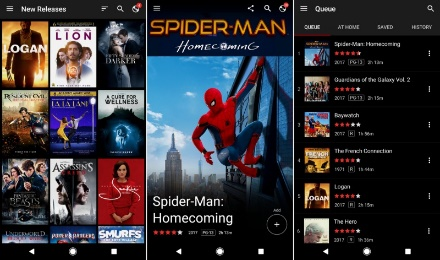 New Releases
LOGAN
LION
FIFTY SHADES
DARKER
RESIDENT EVIL
LA LA LAND
A CURE FOR
WELLNESS
FANTASTIC BEASTS
ASSASSIN'S
CREED
Jackie
UNDERWORLD
POWER RANGERS
SMURFS
SPIDER-MAN
HOMECOMING
Spider-Man:
Homecoming
Add
2017 PG-13 2h 13m
Queue
QUEUE AT HOME SAVED HISTORY
Spider-Man: Homecoming
2017 PG-13 2h 13m
2
Guardians of the Galaxy Vol. 2
2017 PG-13 2h 15m
3
Baywatch
2017 R 1h 56m
4
The French Connection
1971 R 1h 44m
5
Logan
2017 R 2h 15m
6
The Hero
2017 R 1h 36m